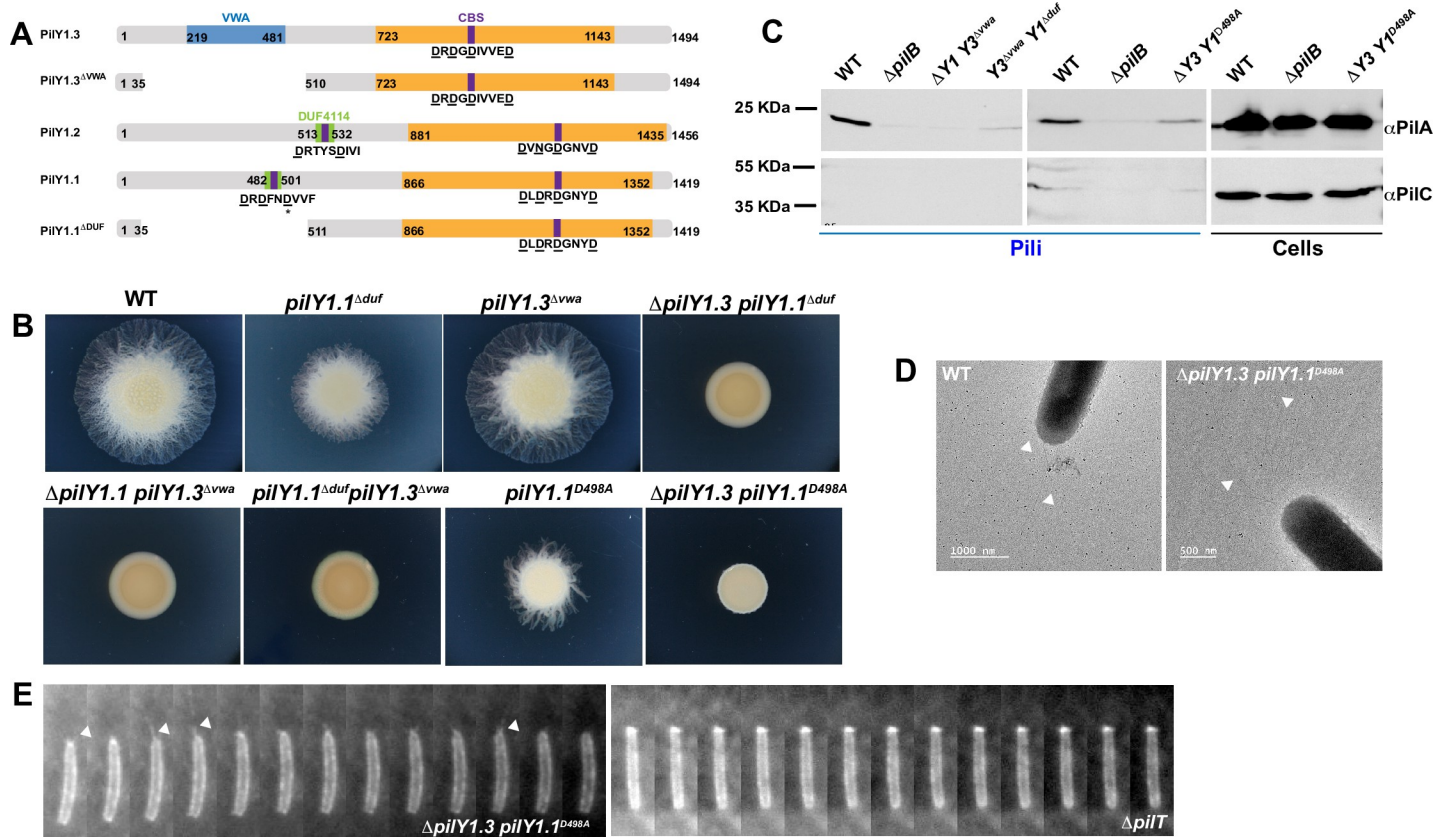 A
VWA
CBS
PilY1.3
1 219 481 723 1143 1494
DRDGDIVVED
PilY1.3ΔVWA
1 35 510 723 1143 1494
DRDGDIVVED
DUF4114
PilY1.2
1 513 532 881 1435 1456
DRTYSDIVI DVNGDGNVD
PilY1.1
1 482 501 866 1352 1419
DRDFNDVVF DLDRDGNYD
*
PilY1.1ΔDUF
1 35 511 866 1352 1419
DLDRDGNYD
B
WT
pilY1.1Δduf
pilY1.3Δvwa
ΔpilY1.3 pilY1.1Δduf
ΔpilY1.1 pilY1.3Δvwa
pilY1.1Δduf pilY1.3Δvwa
pilY1.1D498A
ΔpilY1.3 pilY1.1D498A
C
WT
ΔpilB
ΔY1 Y3Δvwa
Y3Δvwa Y1Δduf
WT
ΔpilB
ΔY3 Y1D498A
WT
ΔpilB
ΔY3 Y1D498A
25 KDa
αPilA
55 KDa
35 KDa
αPilC
Pili
Cells
D
WT
1000 nm
ΔpilY1.3 pilY1.1D498A
500 nm
E
ΔpilY1.3 pilY1.1D498A
ΔpilT